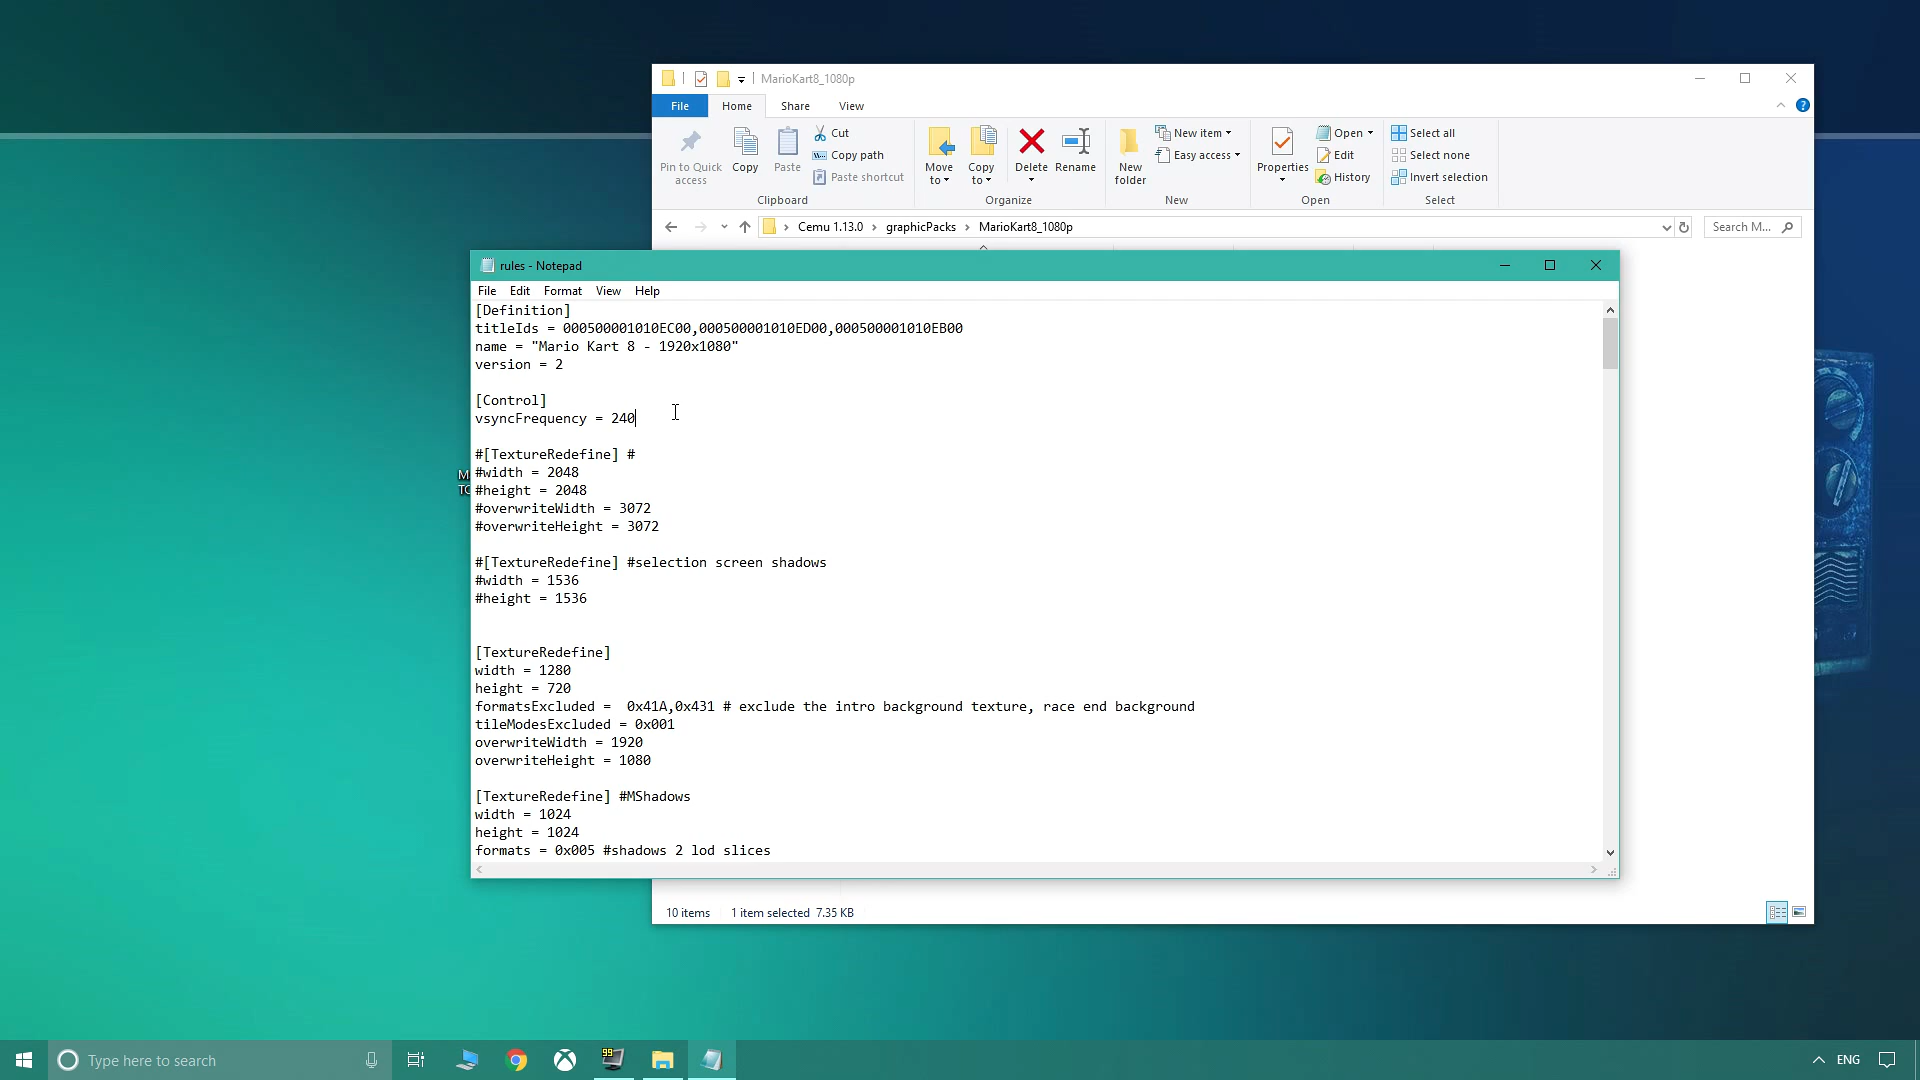 MarioKart8_1080p
File Home Share View
Pin to Quick access
Copy
Paste
Cut
Copy path
Paste shortcut
Clipboard
Move to
Copy to
Delete
Rename
Organize
New folder
New item
Easy access
New
Properties
Open
Edit
History
Open
Select all
Select none
Invert selection
Select
Cemu 1.13.0 graphicPacks MarioKart8_1080p
Search M...
rules - Notepad
File Edit Format View Help
[Definition]
titleIds = 000500001010EC00,000500001010ED00,000500001010EB00
name = "Mario Kart 8 - 1920x1080"
version = 2
[Control]
vsyncFrequency = 240
#[TextureRedefine] #
#width = 2048
#height = 2048
#overwriteWidth = 3072
#overwriteHeight = 3072
#[TextureRedefine] #selection screen shadows
#width = 1536
#height = 1536
[TextureRedefine]
width = 1280
height = 720
formatsExcluded =  0x41A,0x431 # exclude the intro background texture, race end background
tileModesExcluded = 0x001
overwriteWidth = 1920
overwriteHeight = 1080
[TextureRedefine] #MShadows
width = 1024
height = 1024
formats = 0x005 #shadows 2 lod slices
10 items 1 item selected 7.35 KB
Type here to search
99
ENG